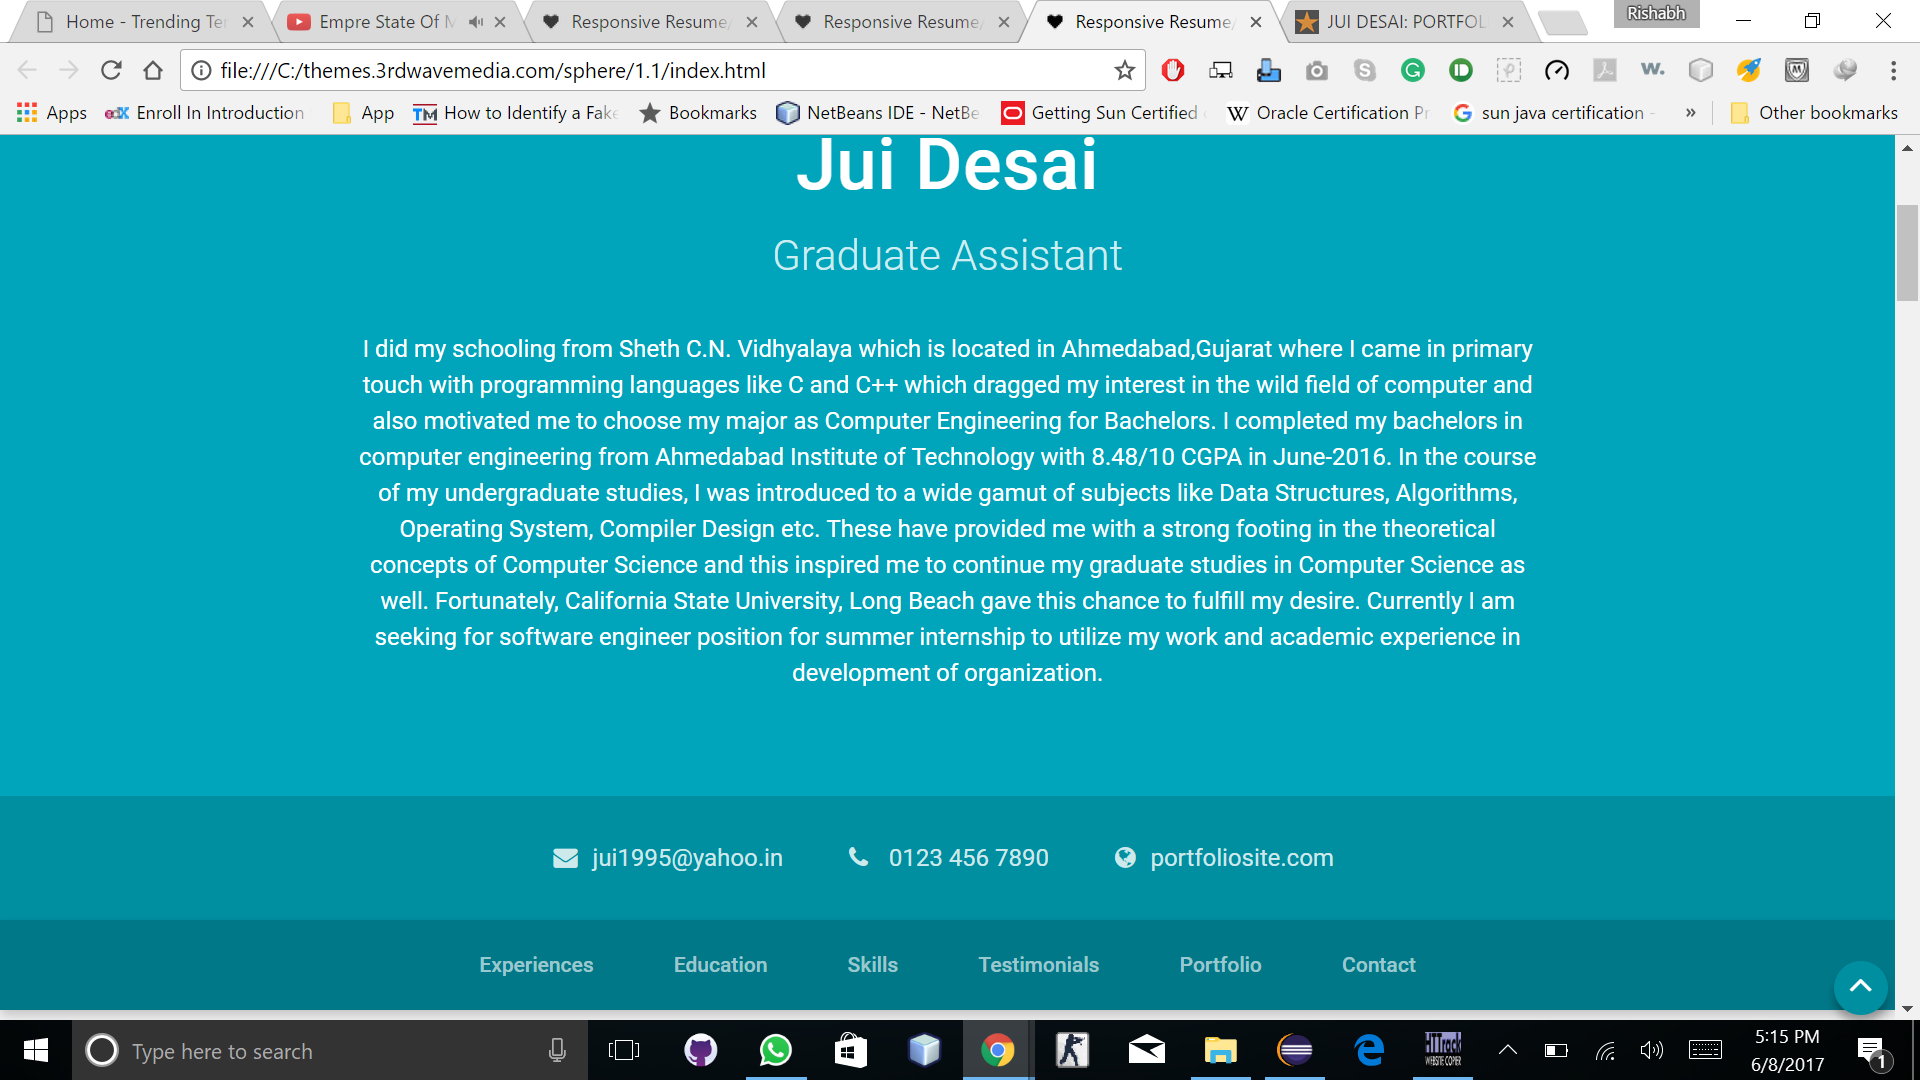 Home - Trending Te
Empre State Of M
Responsive Resume/
Responsive Resume/
Responsive Resume/
JUI DESAI: PORTFOL
Rishabh
file:///C:/themes.3rdwavemedia.com/sphere/1.1/index.html
Apps
edX Enroll In Introduction
App
TM How to Identify a Fake
Bookmarks
NetBeans IDE - NetBe
Getting Sun Certified
W Oracle Certification Pr
G sun java certification -
»
Other bookmarks
Jui Desai
Graduate Assistant
I did my schooling from Sheth C.N. Vidhyalaya which is located in Ahmedabad,Gujarat where I came in primary
touch with programming languages like C and C++ which dragged my interest in the wild field of computer and
also motivated me to choose my major as Computer Engineering for Bachelors. I completed my bachelors in
computer engineering from Ahmedabad Institute of Technology with 8.48/10 CGPA in June-2016. In the course
of my undergraduate studies, I was introduced to a wide gamut of subjects like Data Structures, Algorithms,
Operating System, Compiler Design etc. These have provided me with a strong footing in the theoretical
concepts of Computer Science and this inspired me to continue my graduate studies in Computer Science as
well. Fortunately, California State University, Long Beach gave this chance to fulfill my desire. Currently I am
seeking for software engineer position for summer internship to utilize my work and academic experience in
development of organization.
jui1995@yahoo.in
0123 456 7890
portfoliosite.com
Experiences
Education
Skills
Testimonials
Portfolio
Contact
Type here to search
HTTrack
WEBSITE COPIER
5:15 PM
6/8/2017
1